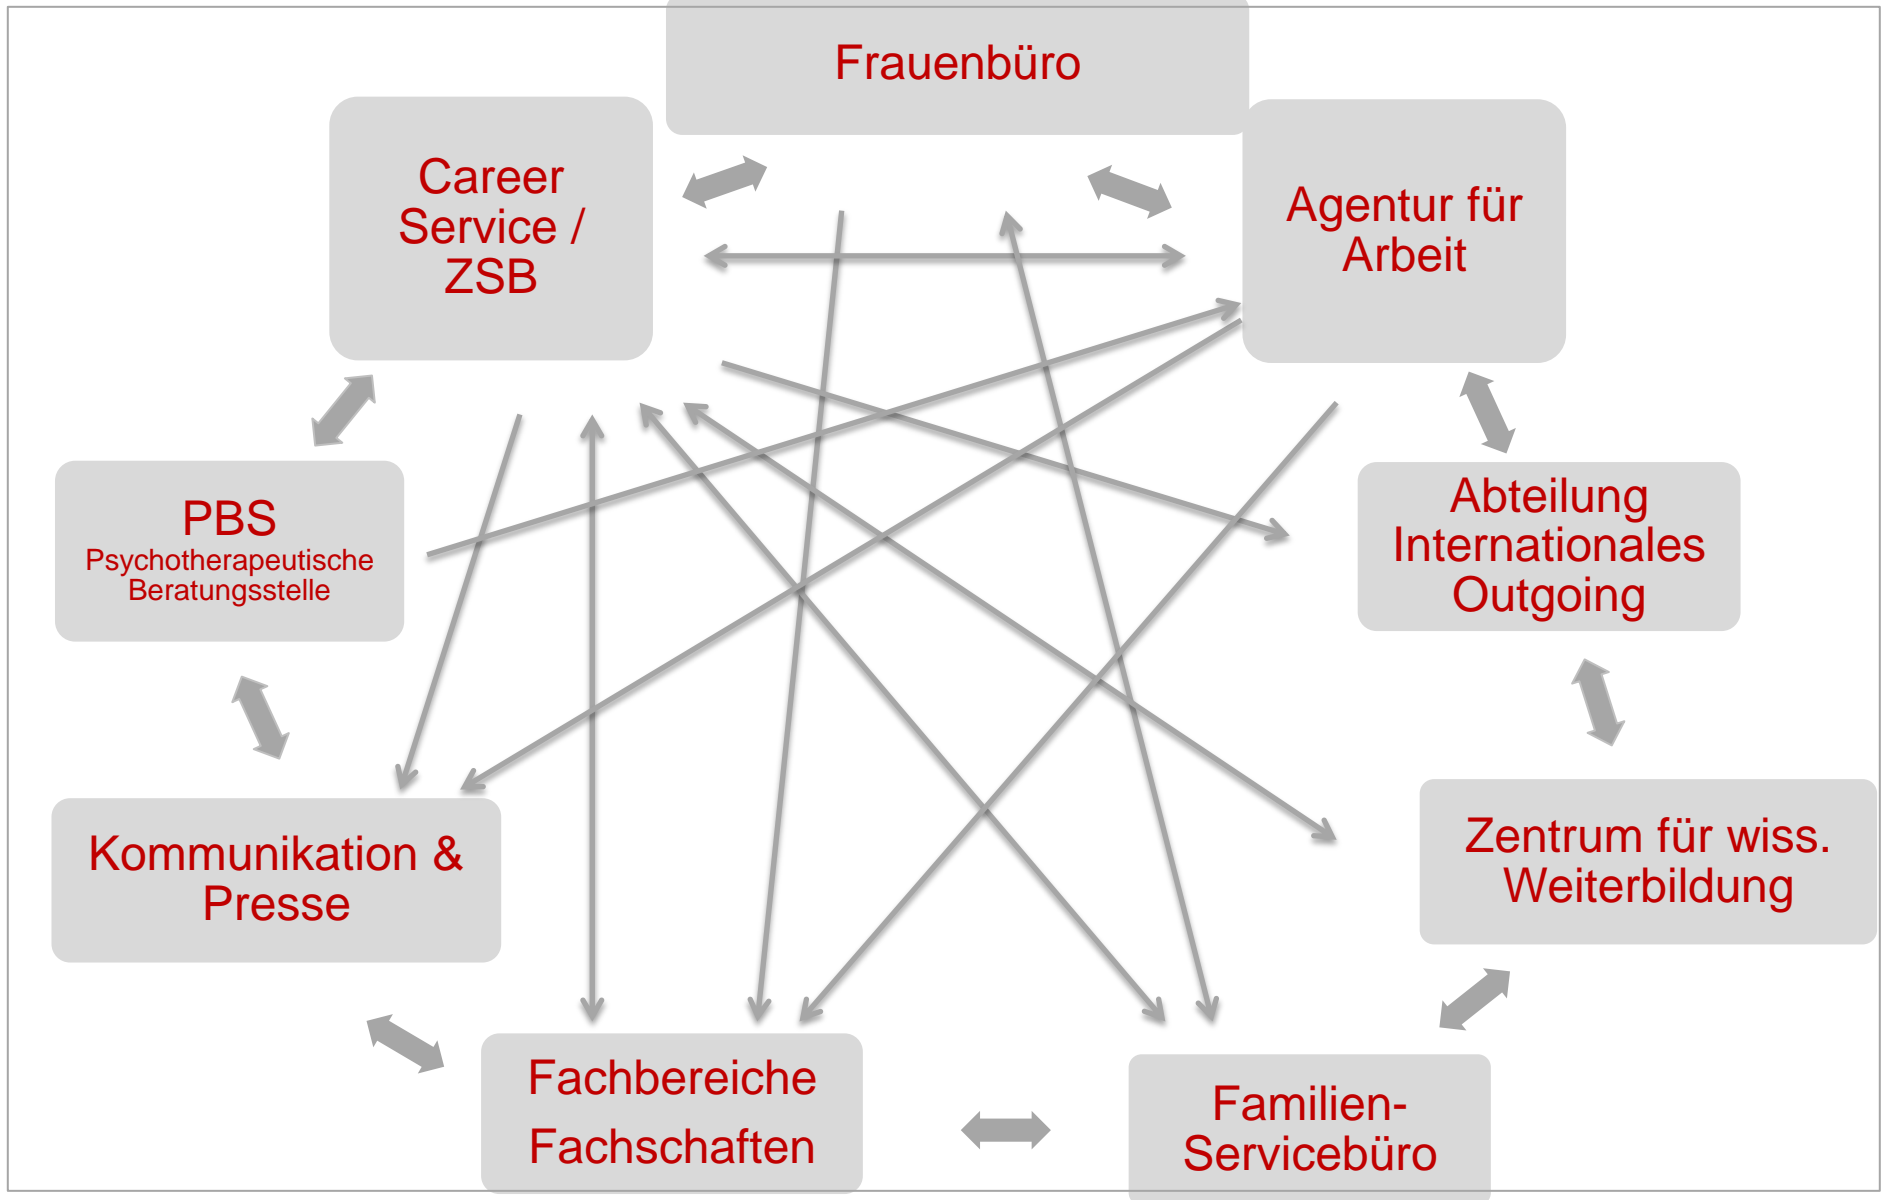 Frauenbüro
Career
Service /
ZSB
Agentur für
Arbeit
PBS
Psychotherapeutische
Beratungsstelle
Abteilung
Internationales
Outgoing
Kommunikation &
Presse
Zentrum für wiss.
Weiterbildung
Fachbereiche
Fachschaften
Familien-
Servicebüro